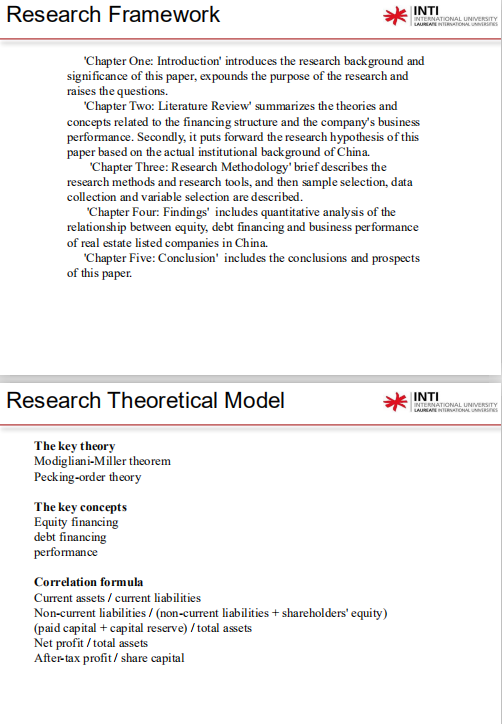 Research Framework
INTI
INTERNATIONAL UNIVERSITY
LAUREATE INTERNATIONAL UNIVERSITIES
'Chapter One: Introduction' introduces the research background and
significance of this paper, expounds the purpose of the research and
raises the questions.
'Chapter Two: Literature Review' summarizes the theories and
concepts related to the financing structure and the company's business
performance. Secondly, it puts forward the research hypothesis of this
paper based on the actual institutional background of China.
'Chapter Three: Research Methodology' brief describes the
research methods and research tools, and then sample selection, data
collection and variable selection are described.
'Chapter Four: Findings' includes quantitative analysis of the
relationship between equity, debt financing and business performance
of real estate listed companies in China.
'Chapter Five: Conclusion' includes the conclusions and prospects
of this paper.
Research Theoretical Model
INTI
INTERNATIONAL UNIVERSITY
LAUREATE INTERNATIONAL UNIVERSITIES
The key theory
Modigliani-Miller theorem
Pecking-order theory
The key concepts
Equity financing
debt financing
performance
Correlation formula
Current assets / current liabilities
Non-current liabilities / (non-current liabilities + shareholders' equity)
(paid capital + capital reserve) / total assets
Net profit / total assets
After-tax profit / share capital